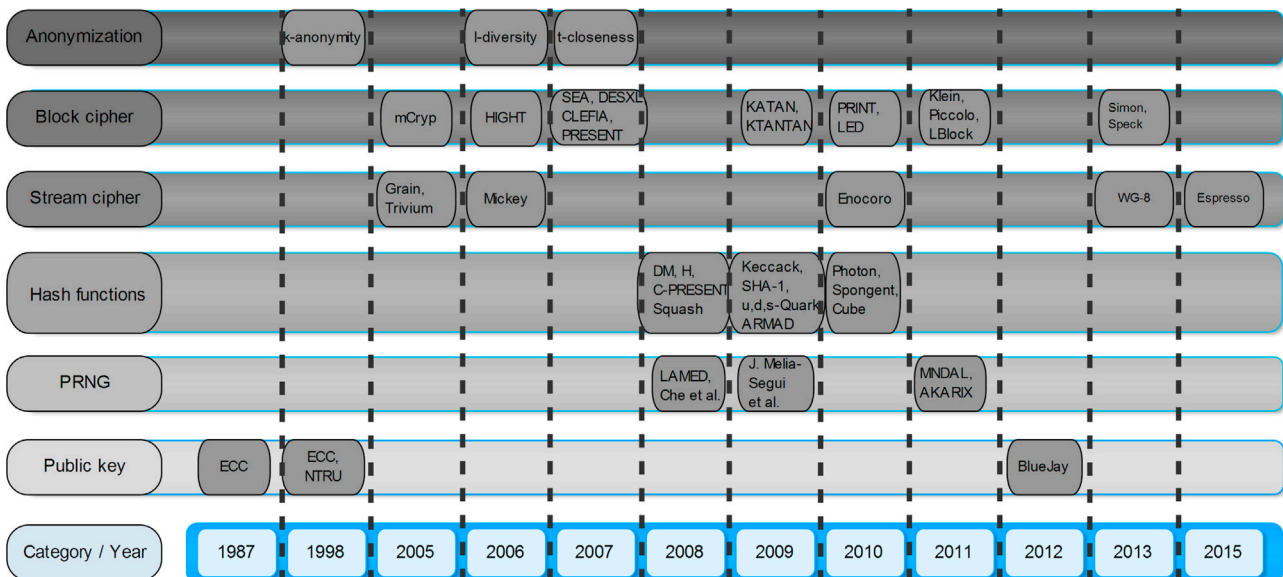 Anonymization
k-anonymity
l-diversity
t-closeness
Block cipher
mCryp
HIGHT
SEA, DESXL
CLEFIA,
PRESENT
KATAN,
KTANTAN
PRINT,
LED
Klein,
Piccolo,
LBlock
Simon,
Speck
Stream cipher
Grain,
Trivium
Mickey
Enocoro
WG-8
Espresso
Hash functions
DM, H,
C-PRESENT
Squash
Keccack,
SHA-1,
u,d,s-Quark
ARMAD
Photon,
Spongent,
Cube
PRNG
LAMED,
Che et al.
J. Melia-
Segui
et al.
MNDAL,
AKARIX
Public key
ECC
ECC,
NTRU
BlueJay
Category / Year
1987
1998
2005
2006
2007
2008
2009
2010
2011
2012
2013
2015